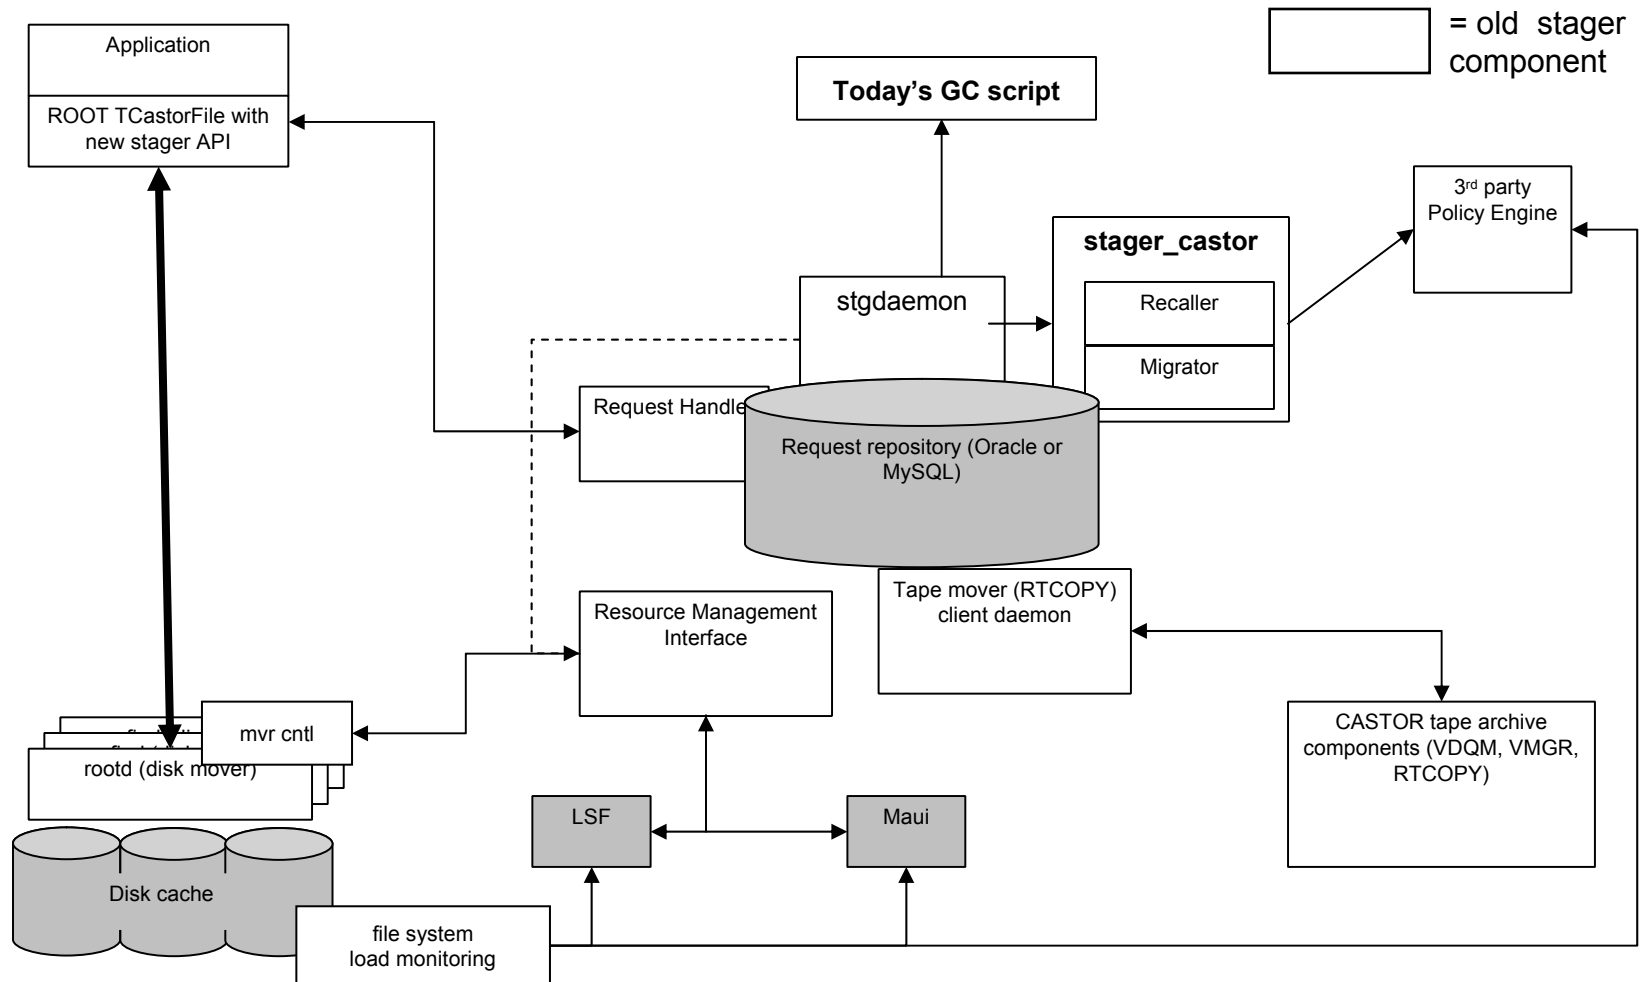 = old stager
component
Application
ROOT TCastorFile with
new stager API
Today's GC script
3rd party
Policy Engine
stager_castor
stgdaemon
Recaller
Migrator
Request Handle
Request repository (Oracle or
MySQL)
Tape mover (RTCOPY)
client daemon
Resource Management
Interface
mvr cntl
rootd (disk mover)
CASTOR tape archive
components (VDQM, VMGR,
RTCOPY)
LSF
Maui
Disk cache
file system
load monitoring